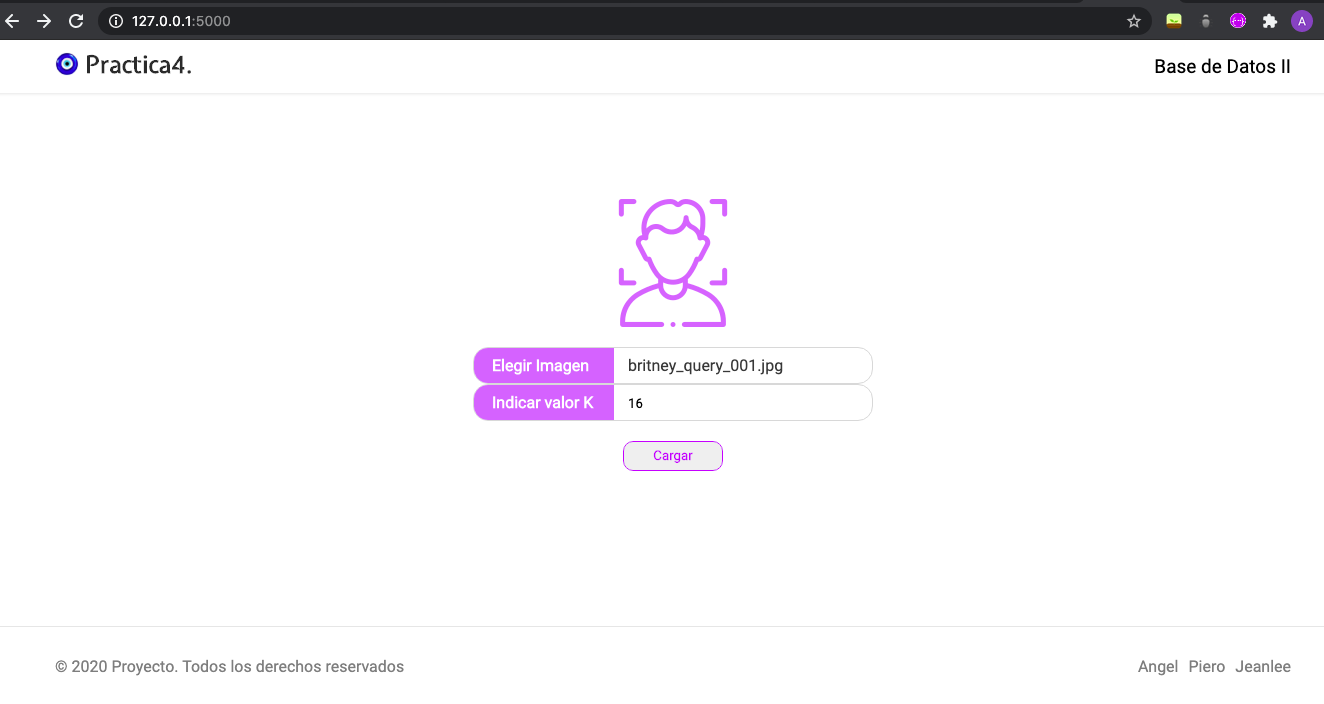 127.0.0.1:5000
A
Practica4.
Base de Datos II
Elegir Imagen britney_query_001.jpg
Indicar valor K 16
Cargar
© 2020 Proyecto. Todos los derechos reservados
Angel Piero Jeanlee